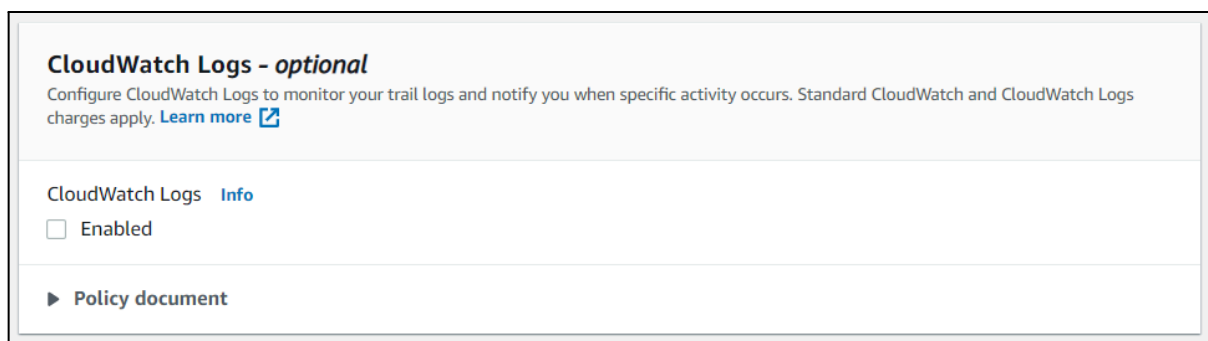 CloudWatch Logs - optional
Configure CloudWatch Logs to monitor your trail logs and notify you when specific activity occurs. Standard CloudWatch and CloudWatch Logs
charges apply. Learn more
CloudWatch Logs Info
Enabled
Policy document